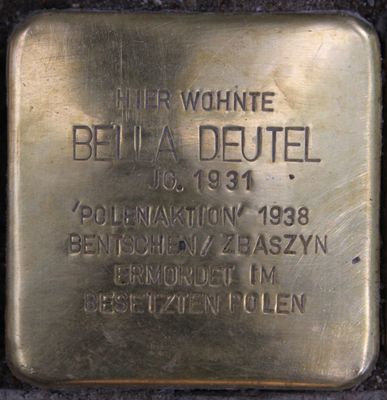 HIER WOHNTE
BELLA DEUTEL
JG. 1931
'POLENAKTION' 1938
BENTSCHEN / ZBASZYN
ERMORDET IM
BESETZTEN POLEN